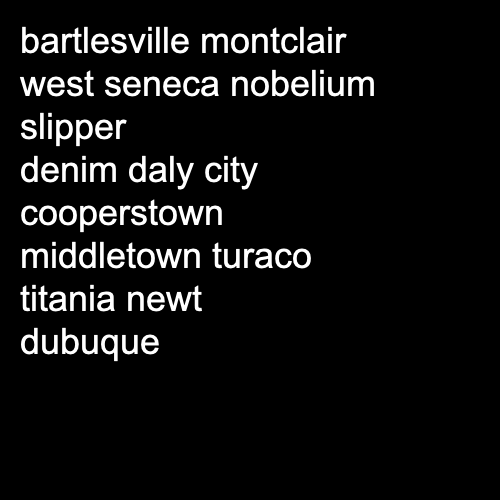 bartlesville montclair
west seneca nobelium
slipper
denim daly city
cooperstown
middletown turaco
titania newt
dubuque